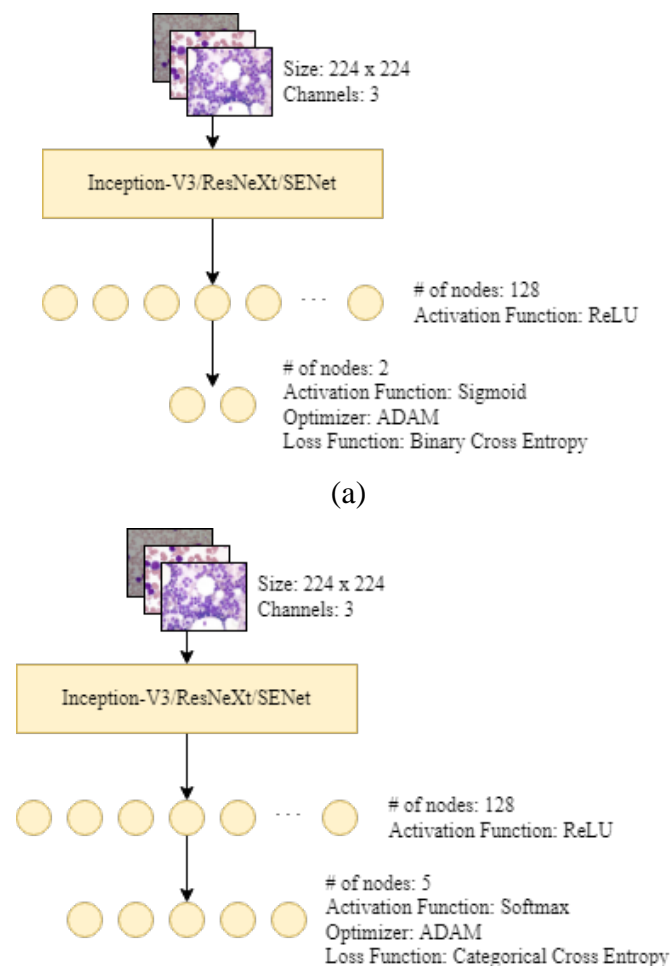 Size: 224 x 224
Channels: 3
Inception-V3/ResNeXt/SENet
# of nodes: 128
Activation Function: ReLU
# of nodes: 2
Activation Function: Sigmoid
Optimizer: ADAM
Loss Function: Binary Cross Entropy
(a)
Size: 224 x 224
Channels: 3
Inception-V3/ResNeXt/SENet
# of nodes: 128
Activation Function: ReLU
# of nodes: 5
Activation Function: Softmax
Optimizer: ADAM
Loss Function: Categorical Cross Entropy